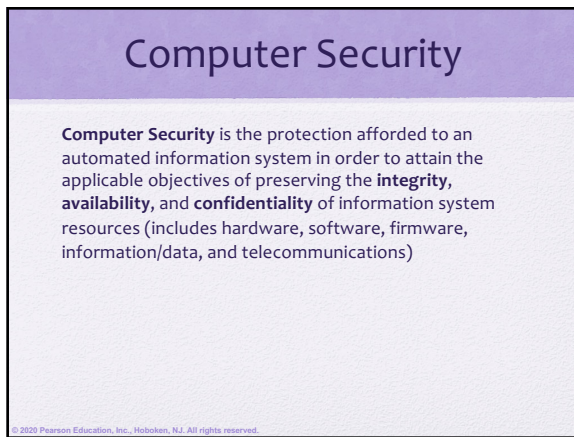 Computer Security
Computer Security is the protection afforded to an
automated information system in order to attain the
applicable objectives of preserving the integrity,
availability, and confidentiality of information system
resources (includes hardware, software, firmware,
information/data, and telecommunications)
© 2020 Pearson Education, Inc., Hoboken, NJ. All rights reserved.